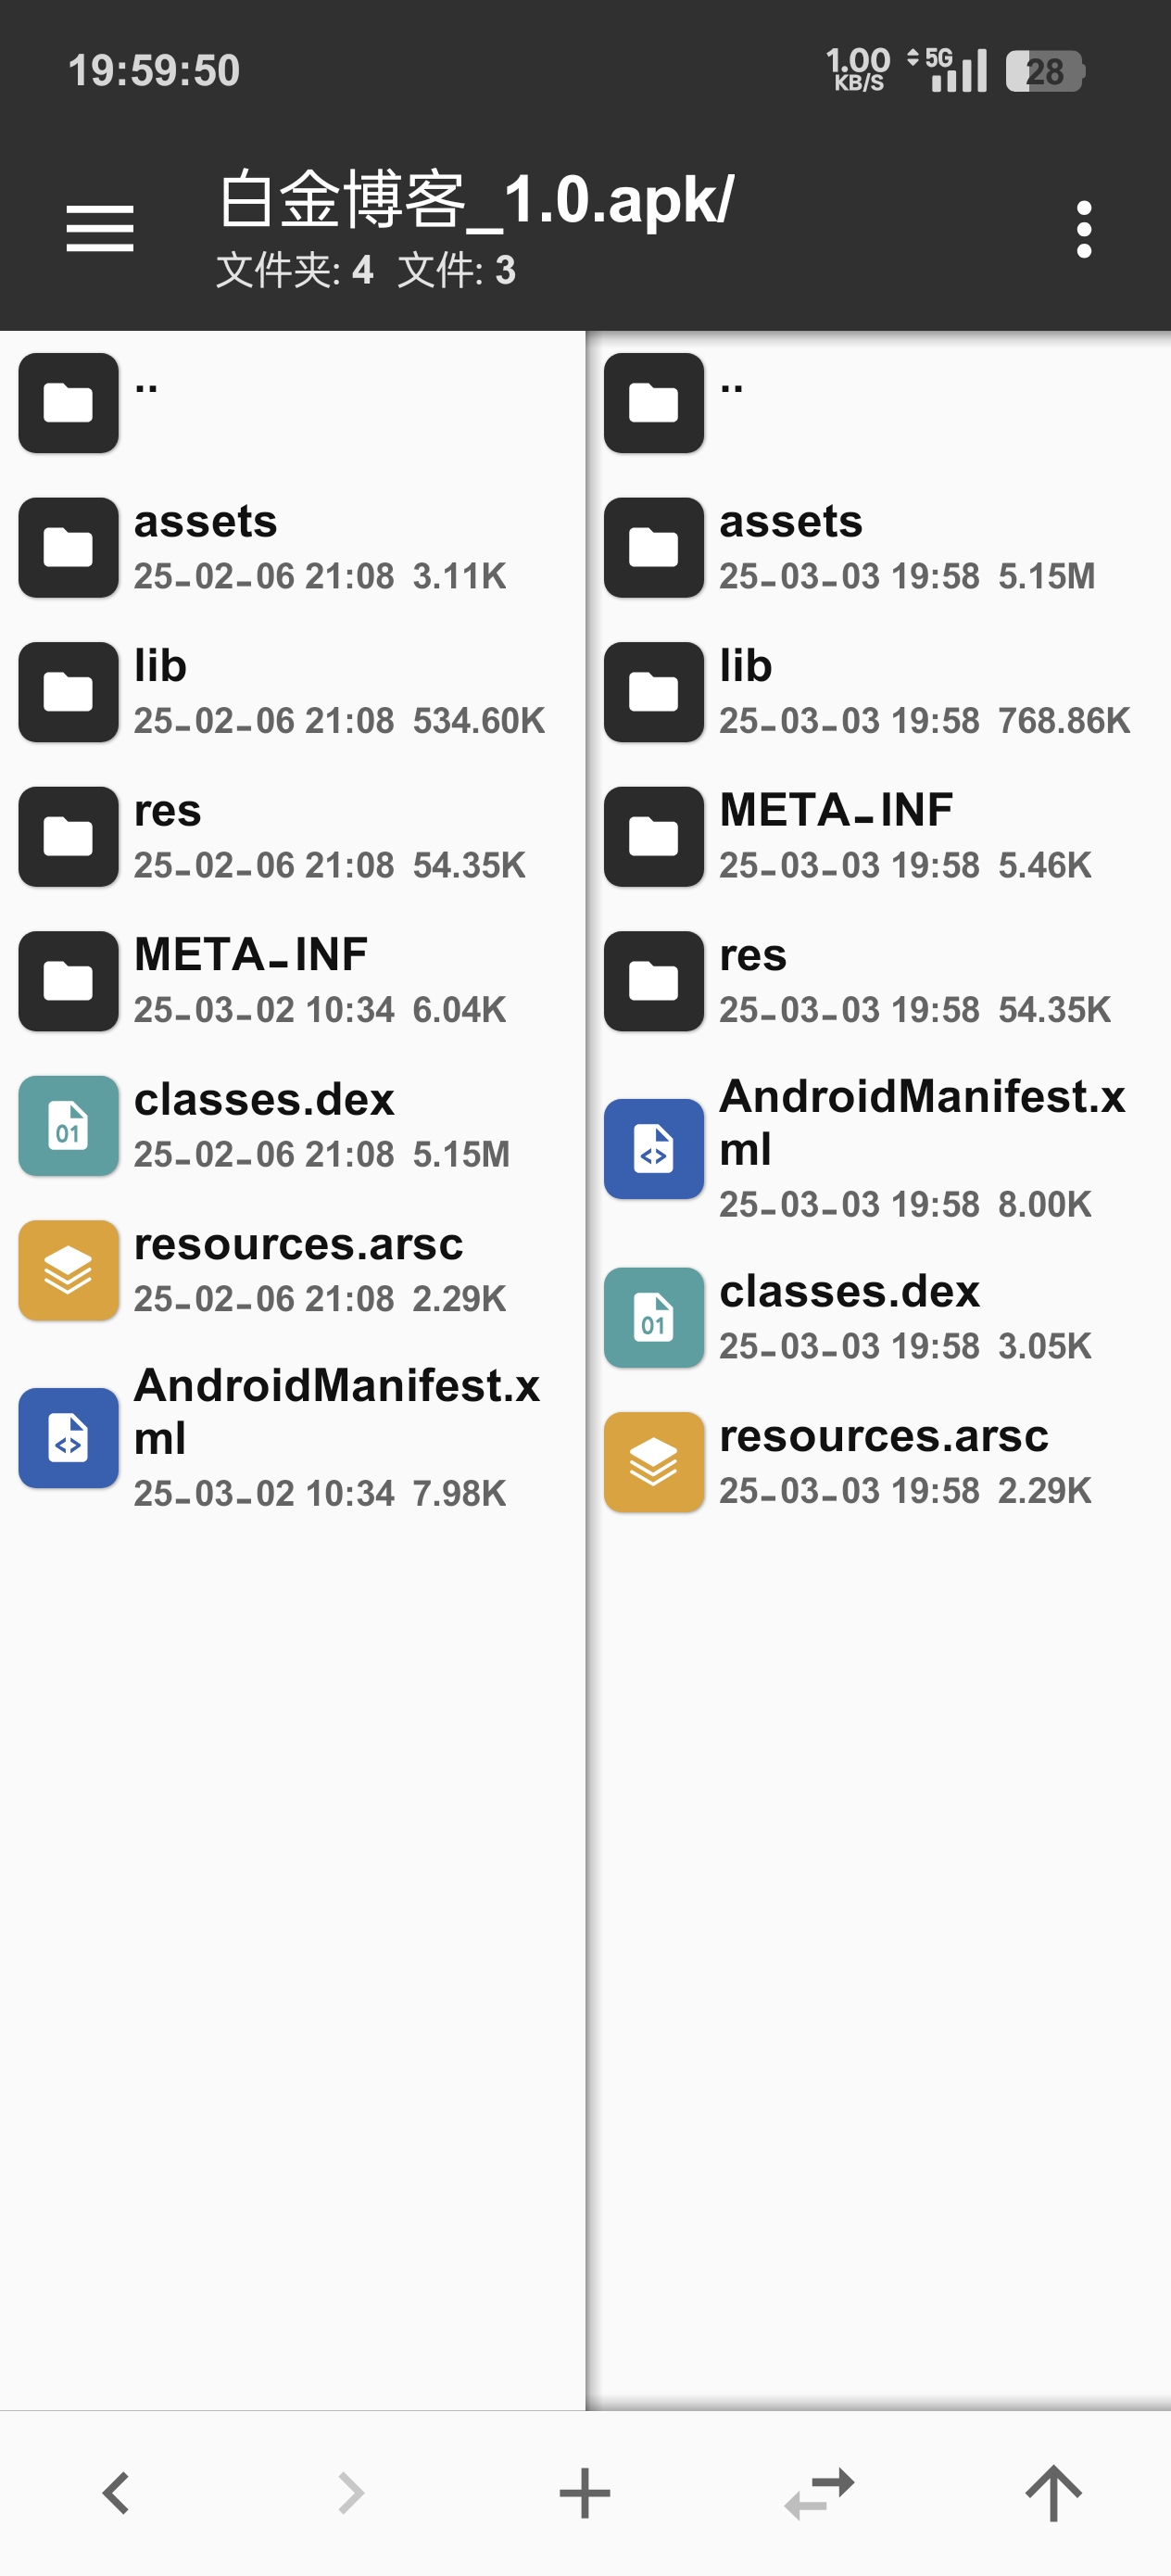 19:59:50
1.00 KB/S 5G 28
白金博客_1.0.apk/
文件夹: 4 文件: 3
..
assets
25-02-06 21:08 3.11K
lib
25-02-06 21:08 534.60K
res
25-02-06 21:08 54.35K
META-INF
25-03-02 10:34 6.04K
01
classes.dex
25-02-06 21:08 5.15M
resources.arsc
25-02-06 21:08 2.29K
AndroidManifest.x
ml
25-03-02 10:34 7.98K
..
assets
25-03-03 19:58 5.15M
lib
25-03-03 19:58 768.86K
META-INF
25-03-03 19:58 5.46K
res
25-03-03 19:58 54.35K
AndroidManifest.x
ml
25-03-03 19:58 8.00K
01
classes.dex
25-03-03 19:58 3.05K
resources.arsc
25-03-03 19:58 2.29K